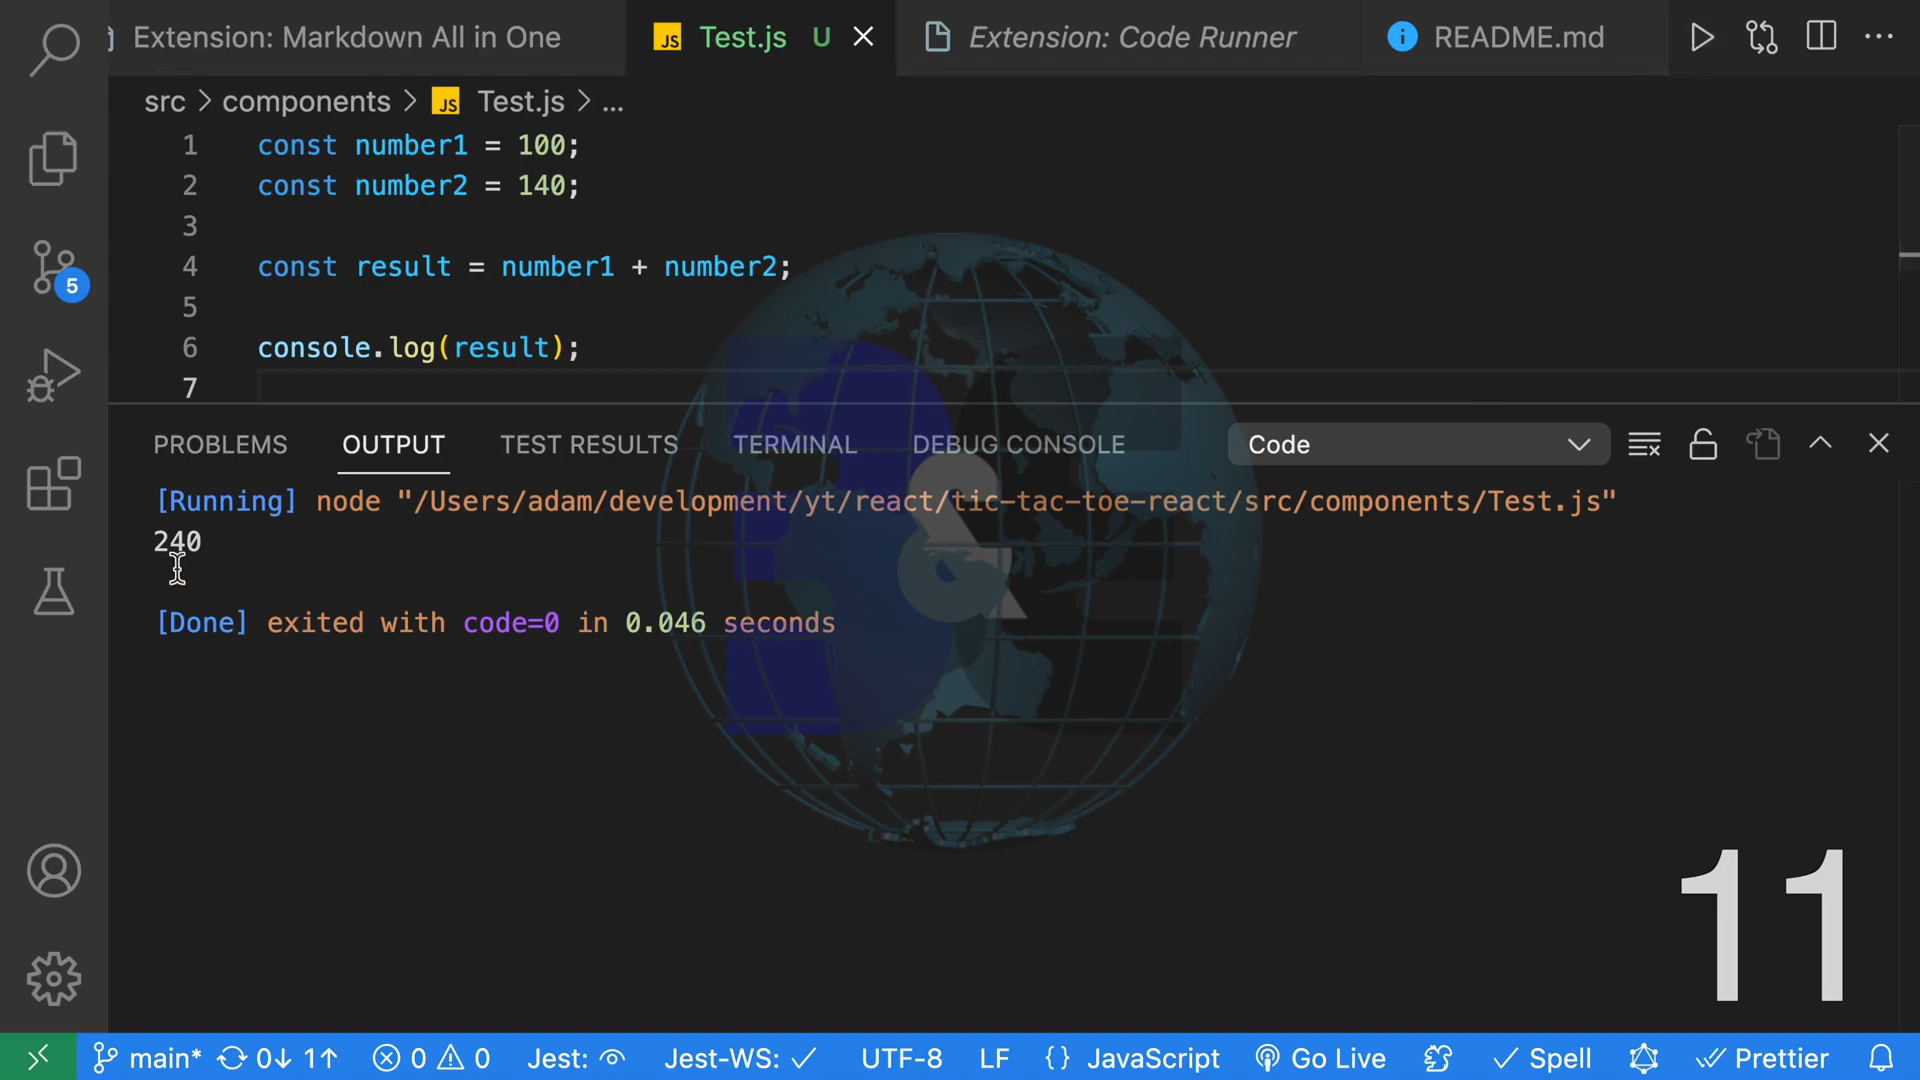 Extension: Markdown All in One
JS Test.js U
Extension: Code Runner
README.md
src > components > JS Test.js > ...
1 const number1 = 100;
2 const number2 = 140;
3
4 const result = number1 + number2;
5
6 console.log(result);
7
5
PROBLEMS OUTPUT TEST RESULTS TERMINAL DEBUG CONSOLE Code
[Running] node "/Users/adam/development/yt/react/tic-tac-toe-react/src/components/Test.js"
240
[Done] exited with code=0 in 0.046 seconds
11
main* 0↓ 1↑ 0 0 Jest: Jest-WS: ✓ UTF-8 LF {} JavaScript Go Live ✓ Spell Prettier